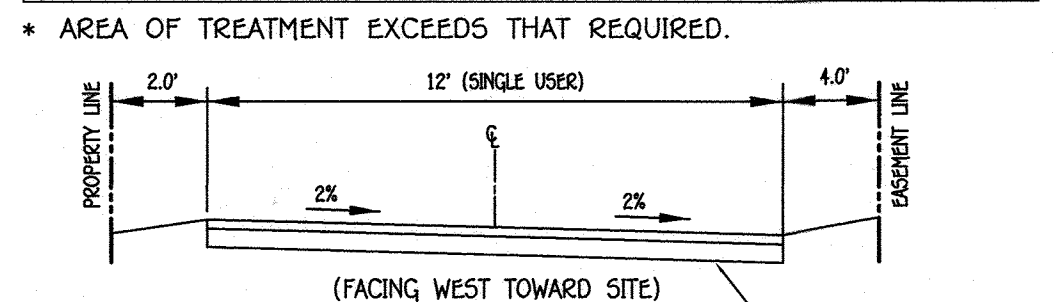 * AREA OF TREATMENT EXCEEDS THAT REQUIRED.
2.0' 12' (SINGLE USER) 4.0'
PROPERTY LINE
EASEMENT LINE
℄
2% 2%
(FACING WEST TOWARD SITE)